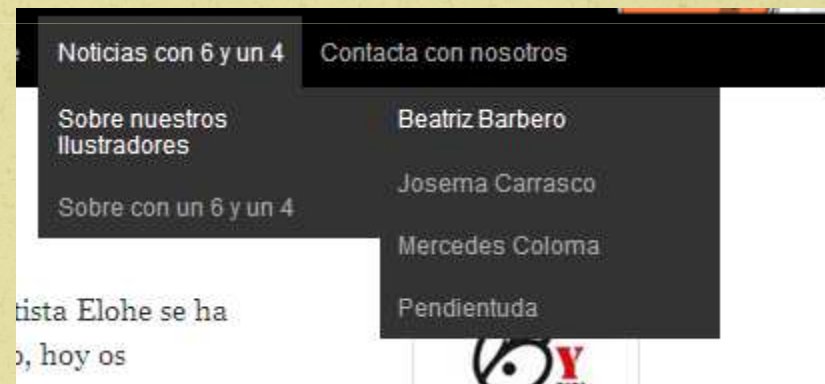 Noticias con 6 y un 4
Contacta con nosotros
Sobre nuestros
Ilustradores
Sobre con un 6 y un 4
Beatriz Barbero
Josema Carrasco
Mercedes Coloma
Pendientuda
tista Elohe se ha
o, hoy os
Y